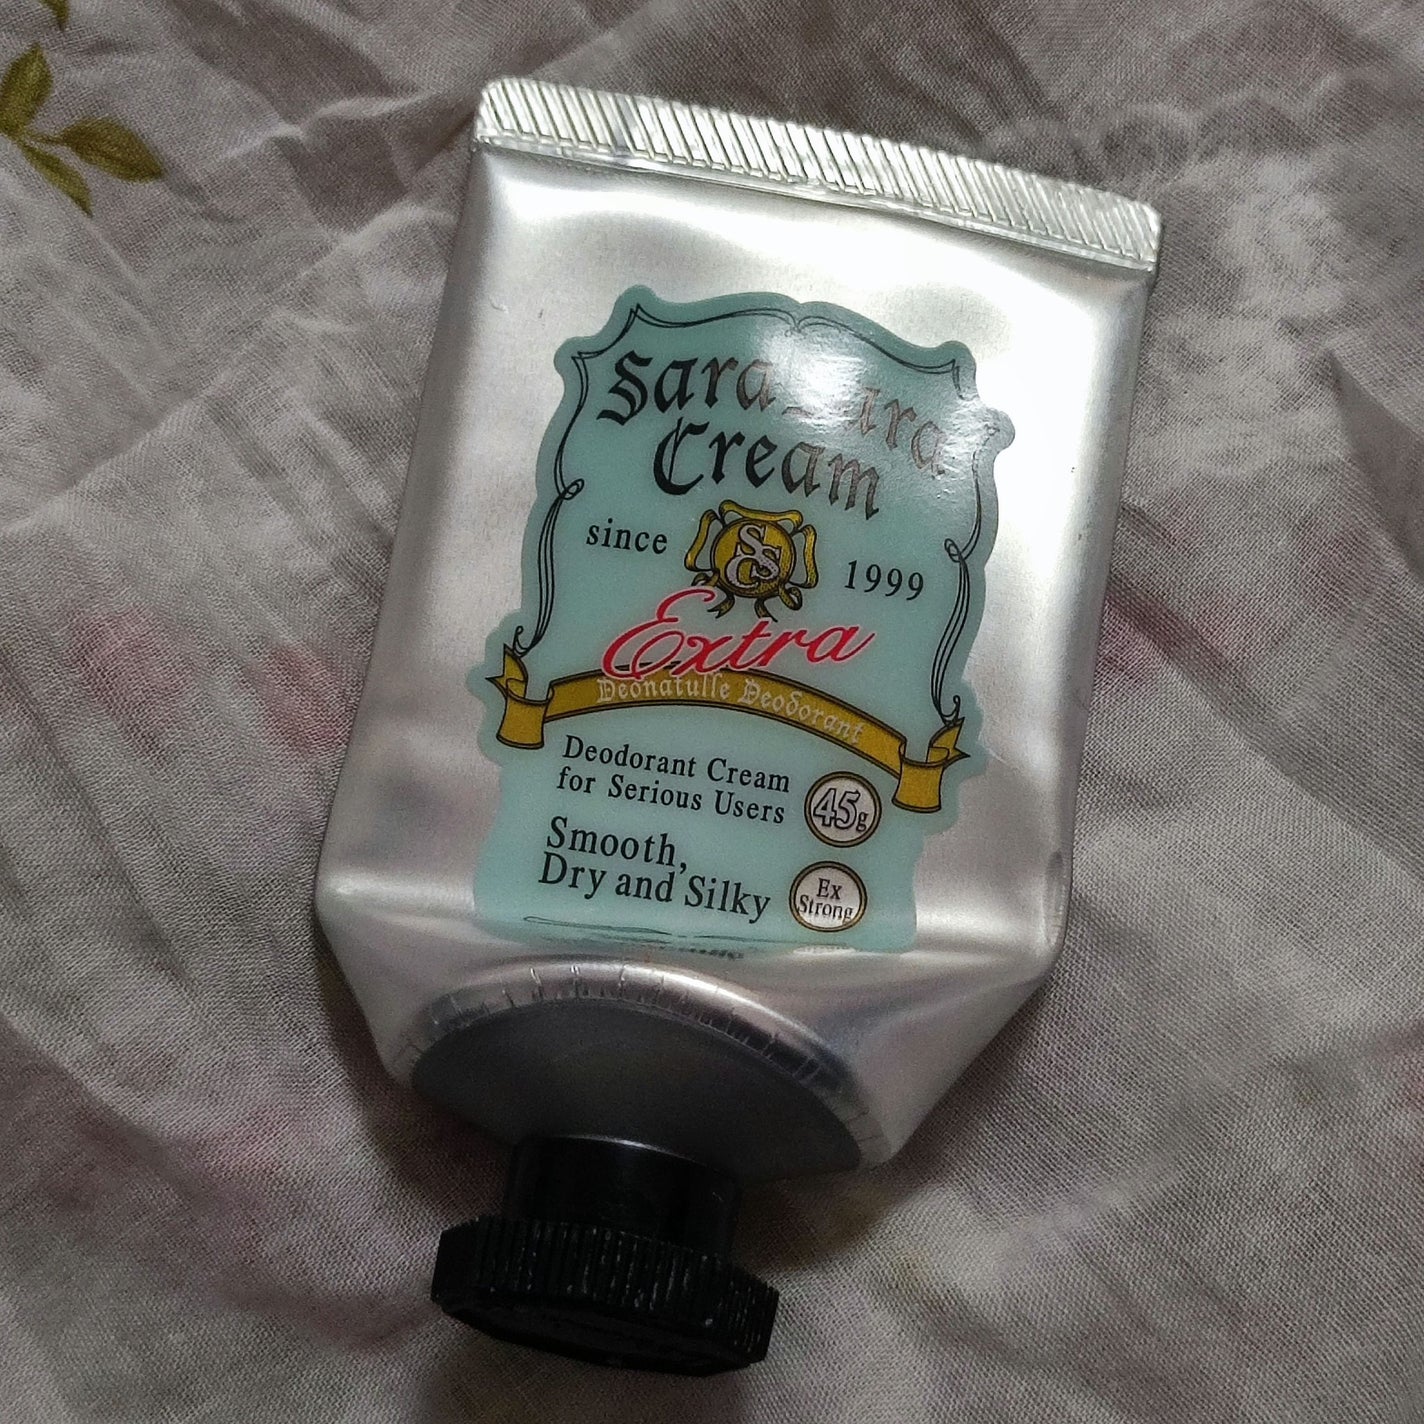 Sara
Cream
since SSC 1999
Extra
Deonatulle Deodorant
Deodorant Cream
for Serious Users
45g
Smooth,
Dry and Silky
Ex
Strong